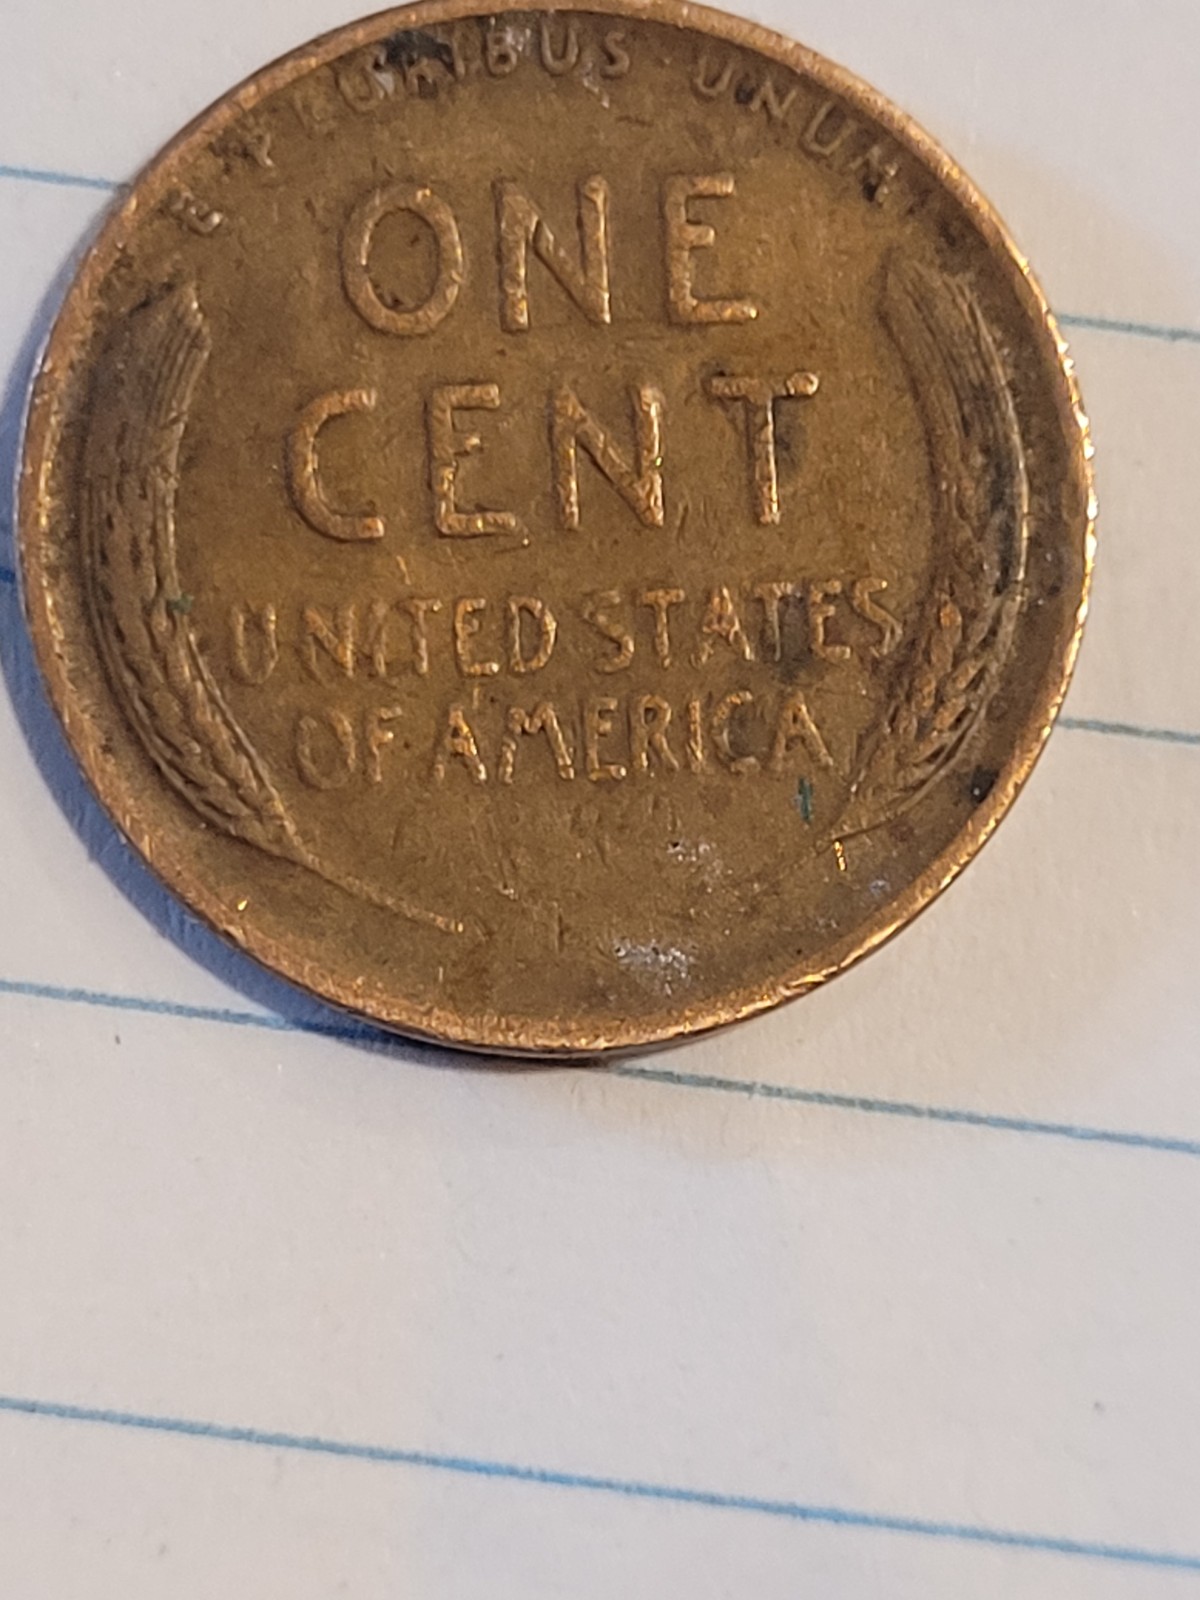 E PLURIBUS UNUM
ONE
CENT
UNITED STATES
OF AMERICA